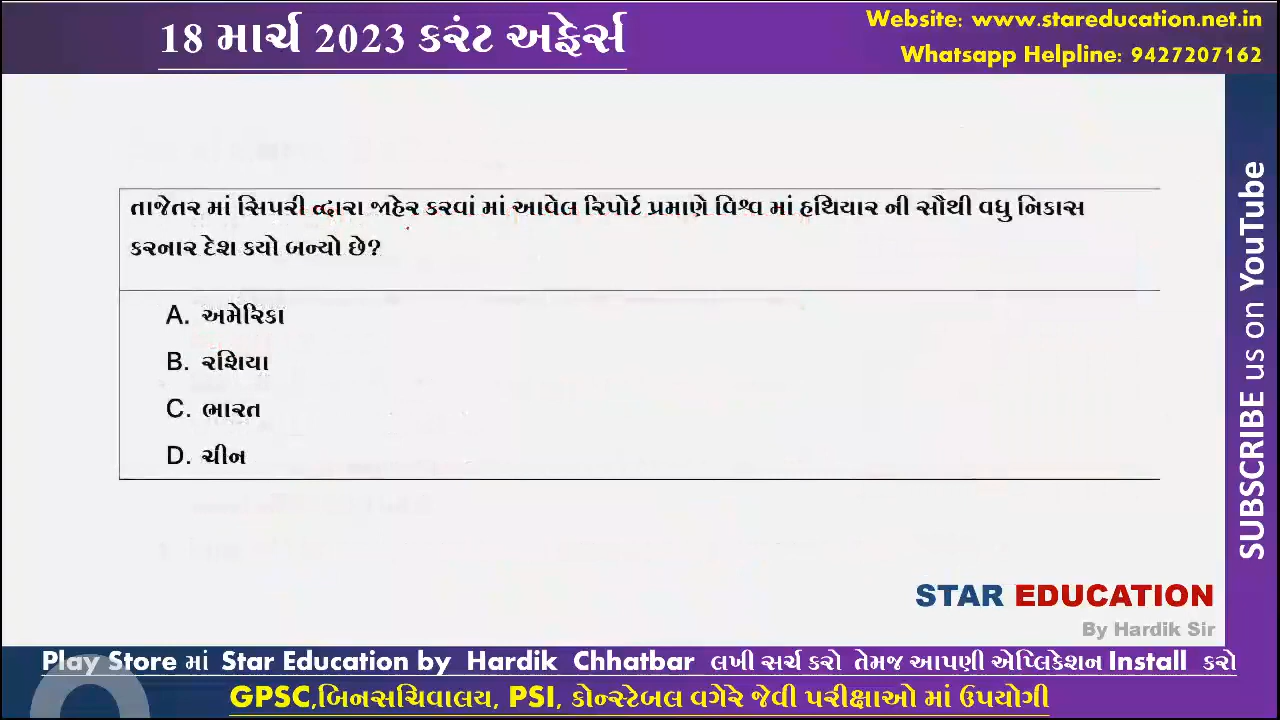 18 માર્ચ 2023 કરંટ અફેર્સ
Website: www.stareducation.net.in
Whatsapp Helpline: 9427207162
તાજેતર માં સિપરી દ્વારા જાહેર કરવાં માં આવેલ રિપોર્ટ પ્રમાણે વિશ્વ માં હથિયાર ની સૌથી વધુ નિકાસ
કરનાર દેશ કયો બન્યો છે?
A. અમેરિકા
B. રશિયા
C. ભારત
D. ચીન
SUBSCRIBE us on YouTube
STAR EDUCATION
By Hardik Sir
Play Store માં Star Education by Hardik Chhatbar લખી સર્ચ કરો તેમજ આપણી એપ્લિકેશન Install કરો
GPSC,બિનસચિવાલય, PSI, કોન્સ્ટેબલ વગેરે જેવી પરીક્ષાઓ માં ઉપયોગી